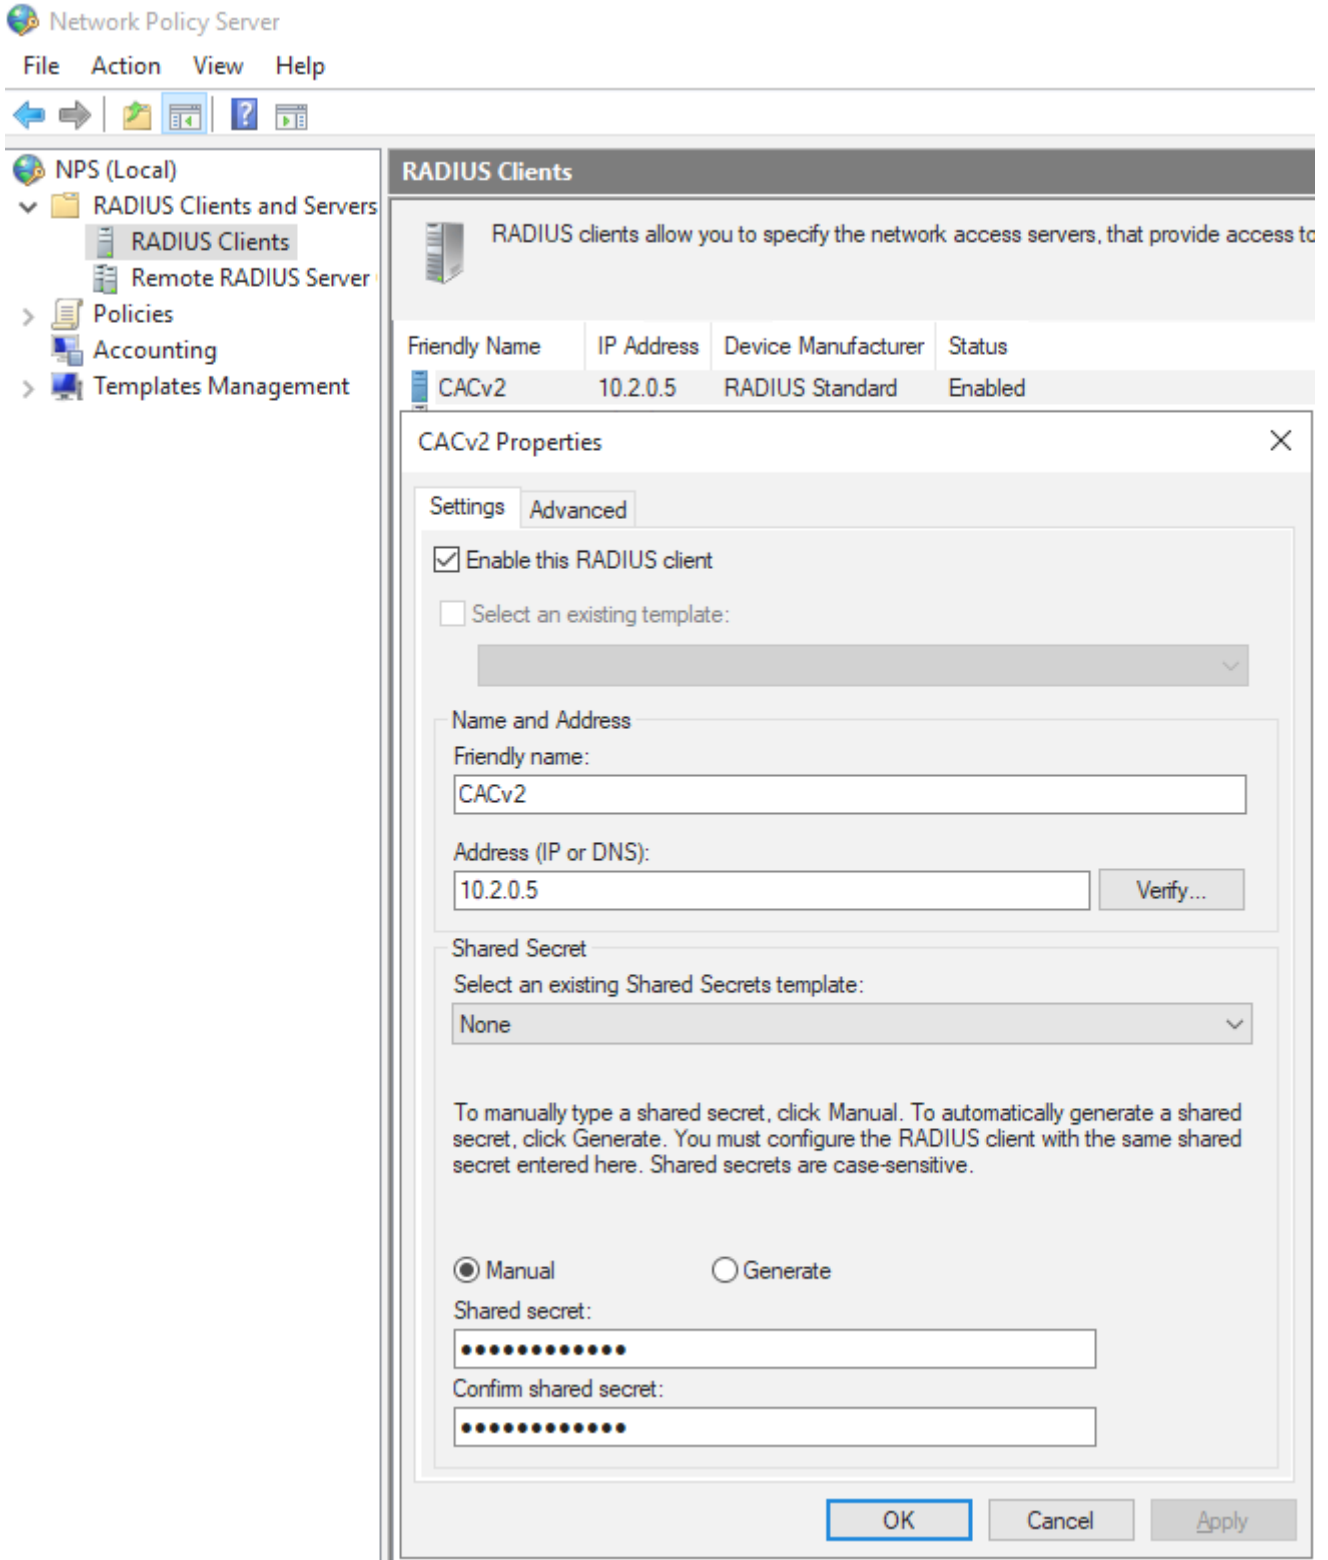 Network Policy Server
File Action View Help
NPS (Local)
RADIUS Clients and Servers
RADIUS Clients
Remote RADIUS Server
Policies
Accounting
Templates Management
RADIUS Clients
RADIUS clients allow you to specify the network access servers, that provide access to
Friendly Name IP Address Device Manufacturer Status
CACv2 10.2.0.5 RADIUS Standard Enabled
CACv2 Properties
Settings Advanced
Enable this RADIUS client
Select an existing template:
Name and Address
Friendly name:
CACv2
Address (IP or DNS):
10.2.0.5 Verify...
Shared Secret
Select an existing Shared Secrets template:
None
To manually type a shared secret, click Manual. To automatically generate a shared
secret, click Generate. You must configure the RADIUS client with the same shared
secret entered here. Shared secrets are case-sensitive.
Manual Generate
Shared secret:
●●●●●●●●●●●●
Confirm shared secret:
●●●●●●●●●●●●
OK Cancel Apply